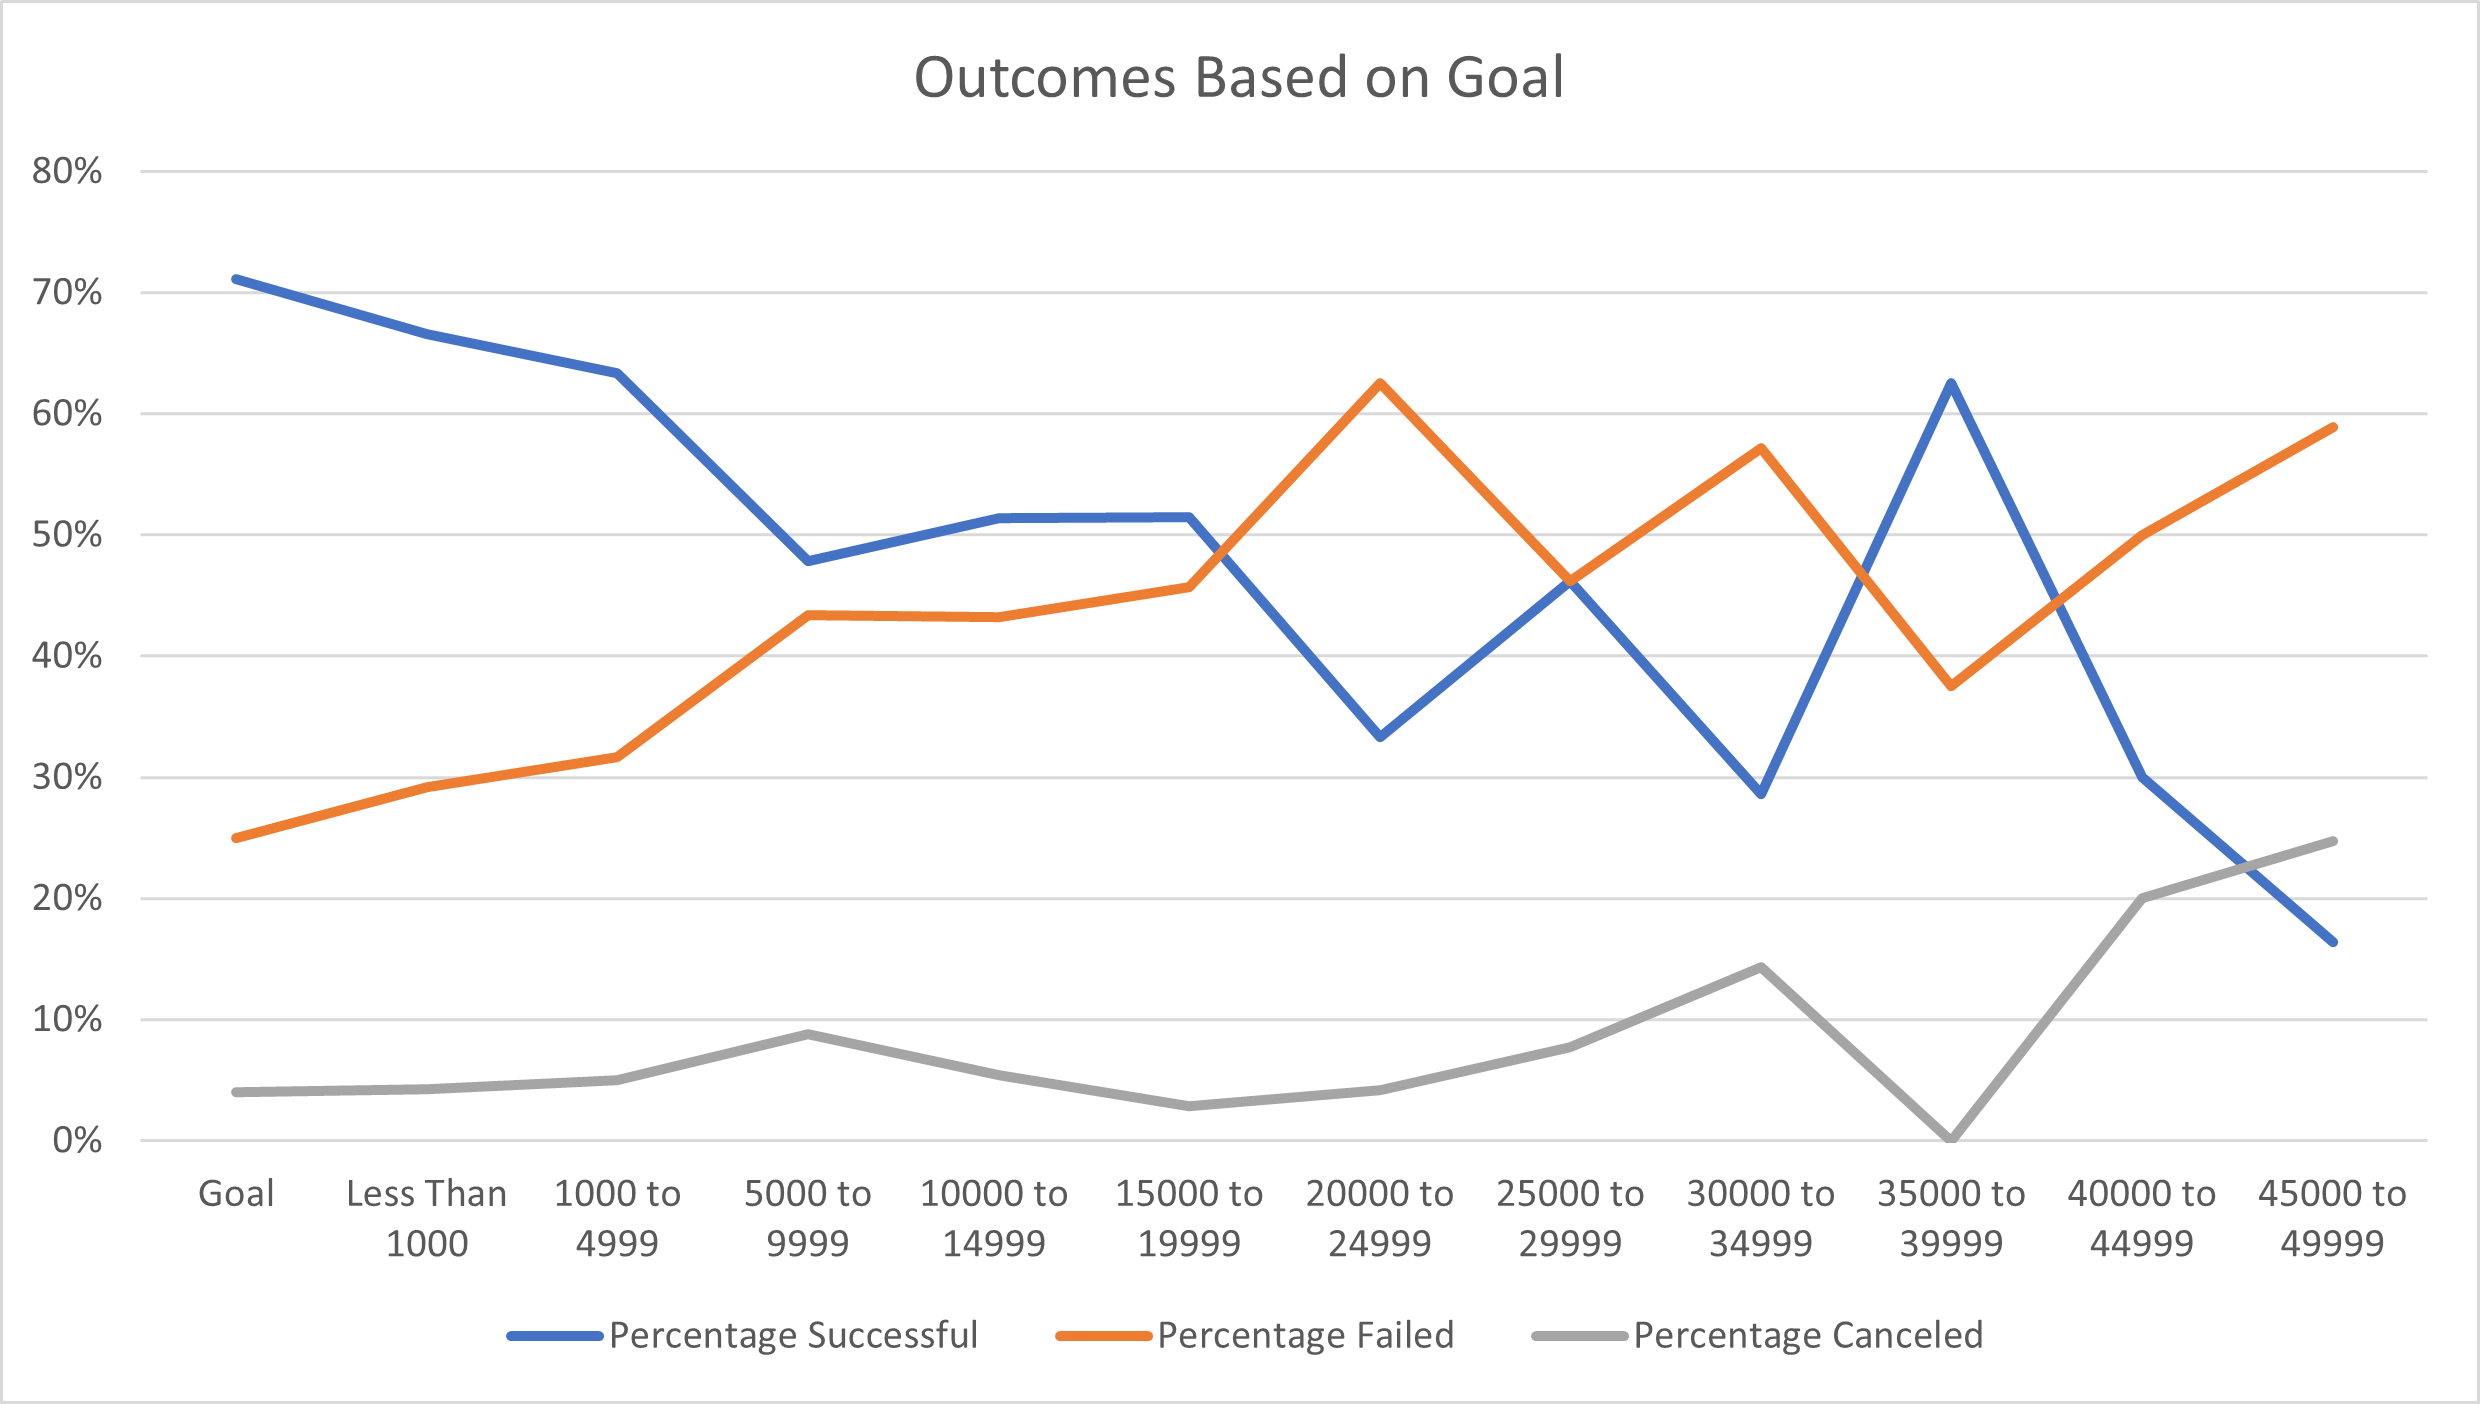 Outcomes Based on Goal
80%
70%
60%
50%
40%
30%
20%
10%
0%
Goal
Less Than
1000
1000 to
4999
5000 to
9999
10000 to
14999
15000 to
19999
20000 to
24999
25000 to
29999
30000 to
34999
35000 to
39999
40000 to
44999
45000 to
49999
Percentage Successful
Percentage Failed
Percentage Canceled